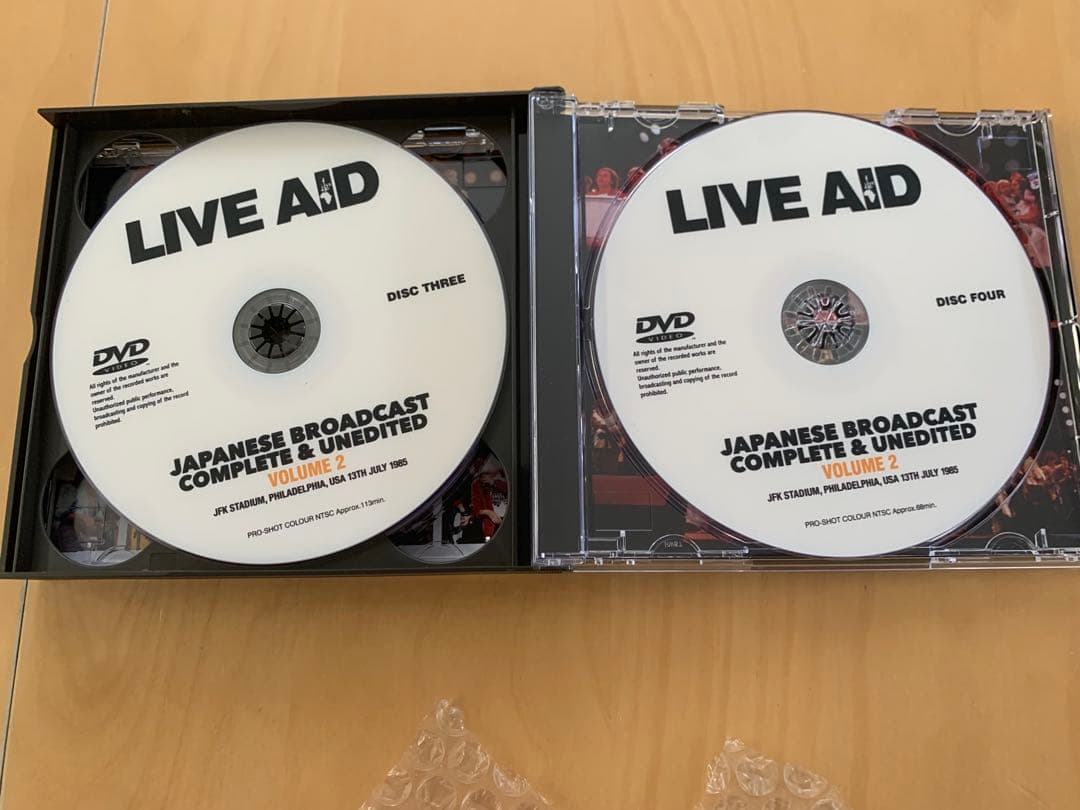 LIVE AID
DISC THREE
DVD
VIDEO
All rights of the manufacturer and the
owner of the recorded works are
reserved.
Unauthorized public performance,
broadcasting and copying of the record
prohibited.
JAPANESE BROADCAST
COMPLETE & UNEDITED
VOLUME 2
JFK STADIUM, PHILADELPHIA, USA 13TH JULY 1985
PRO-SHOT COLOUR NTSC Approx.113min.
LIVE AID
DISC FOUR
DVD
VIDEO
All rights of the manufacturer and the
owner of the recorded works are
reserved.
Unauthorized public performance,
broadcasting and copying of the record
prohibited.
JAPANESE BROADCAST
COMPLETE & UNEDITED
VOLUME 2
JFK STADIUM, PHILADELPHIA, USA 13TH JULY 1985
PRO-SHOT COLOUR NTSC Approx.68min.